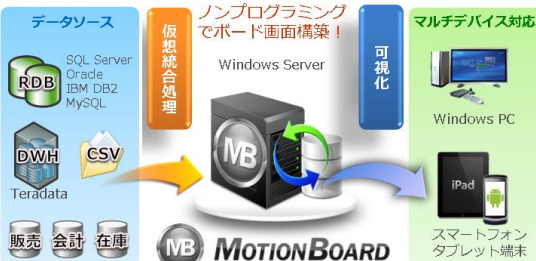 データソース
RDB
SQL Server
Oracle
IBM DB2
MySQL
DWH
CSV
Teradata
販売
会計
在庫
仮想統合処理
ノンプログラミング
でボード画面構築！
Windows Server
MB
MB MOTIONBOARD
可視化
マルチデバイス対応
Windows PC
iPad
スマートフォン
タブレット端末